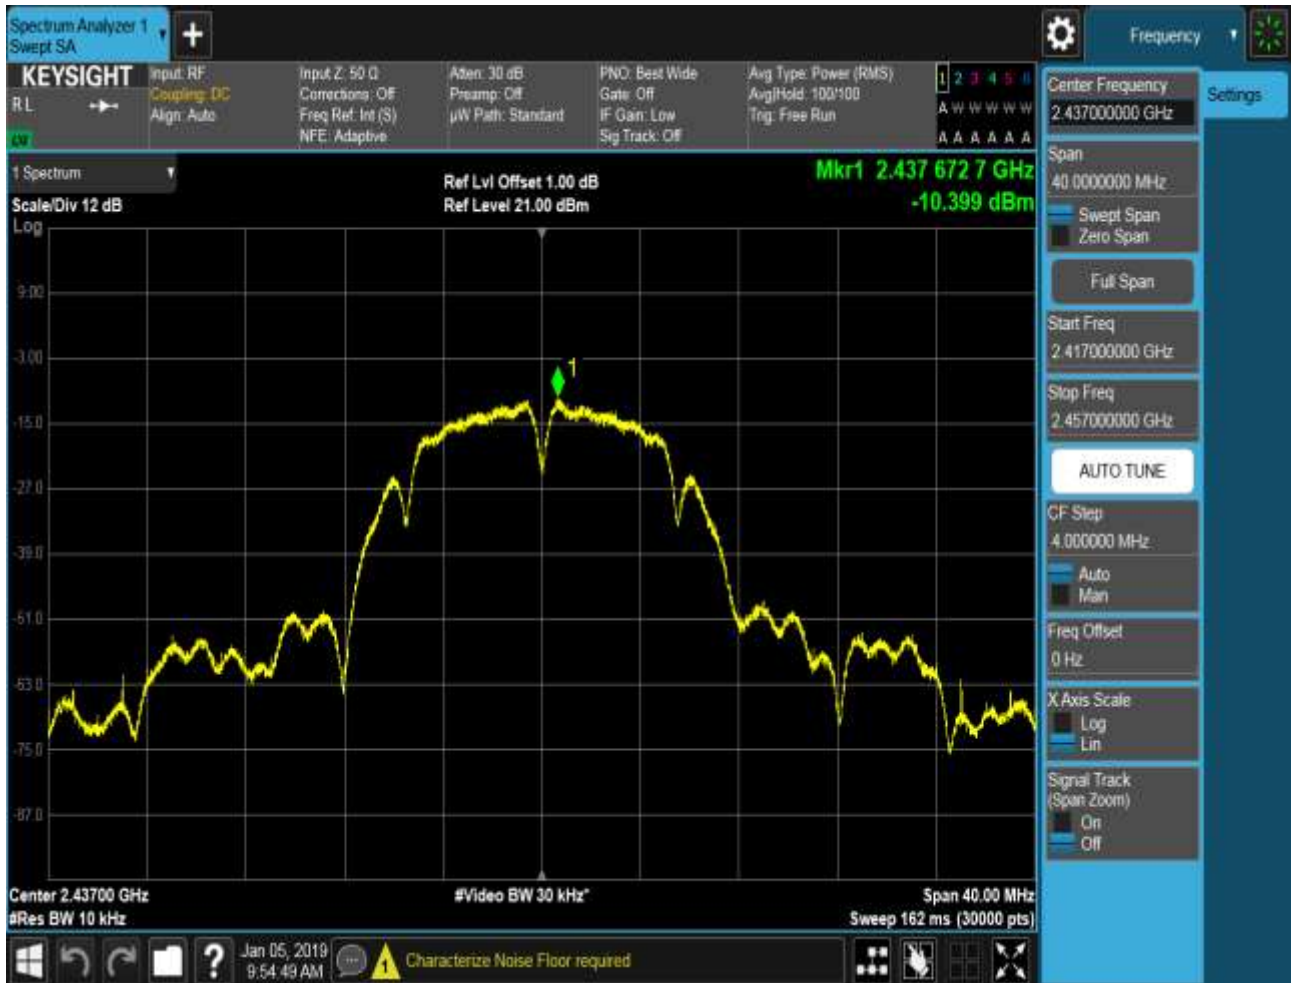 Spectrum Analyzer 1
Swept SA
Frequency
KEYSIGHT
R L
Input: RF
Coupling: DC
Align: Auto
Input Z: 50 Ω
Corrections: Off
Freq Ref: Int (S)
NFE: Adaptive
Atten: 30 dB
Preamp: Off
µW Path: Standard
PNO: Best Wide
Gate: Off
IF Gain: Low
Sig Track: Off
Avg Type: Power (RMS)
Avg|Hold: 100/100
Trig: Free Run
1 2 3 4 5 6
A W W W W W
A A A A A A
1 Spectrum
Scale/Div 12 dB
Log
Ref Lvl Offset 1.00 dB
Ref Level 21.00 dBm
Mkr1 2.437 672 7 GHz
-10.399 dBm
1
9.00
-3.00
-15.0
-27.0
-39.0
-51.0
-63.0
-75.0
-87.0
Center 2.43700 GHz
#Res BW 10 kHz
#Video BW 30 kHz*
Span 40.00 MHz
Sweep 162 ms (30000 pts)
Jan 05, 2019
9:54:49 AM
Characterize Noise Floor required
Center Frequency
2.437000000 GHz
Settings
Span
40.0000000 MHz
Swept Span
Zero Span
Full Span
Start Freq
2.417000000 GHz
Stop Freq
2.457000000 GHz
AUTO TUNE
CF Step
4.000000 MHz
Auto
Man
Freq Offset
0 Hz
X Axis Scale
Log
Lin
Signal Track
(Span Zoom)
On
Off